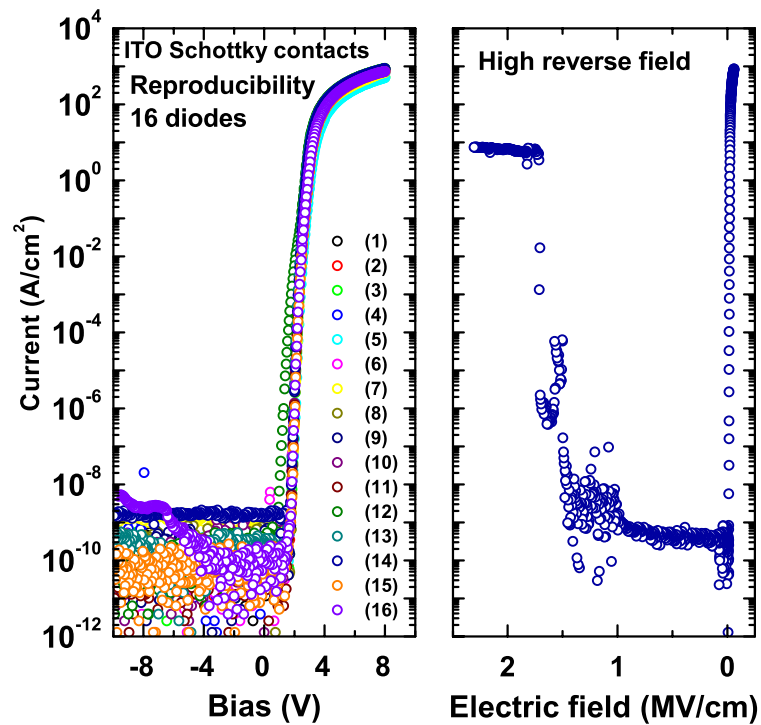 ITO Schottky contacts
Reproducibility
16 diodes
High reverse field
10^4
10^2
10^0
10^-2
10^-4
10^-6
10^-8
10^-10
10^-12
Current (A/cm^2)
(1)
(2)
(3)
(4)
(5)
(6)
(7)
(8)
(9)
(10)
(11)
(12)
(13)
(14)
(15)
(16)
-8 -4 0 4 8
2 1 0
Bias (V)
Electric field (MV/cm)